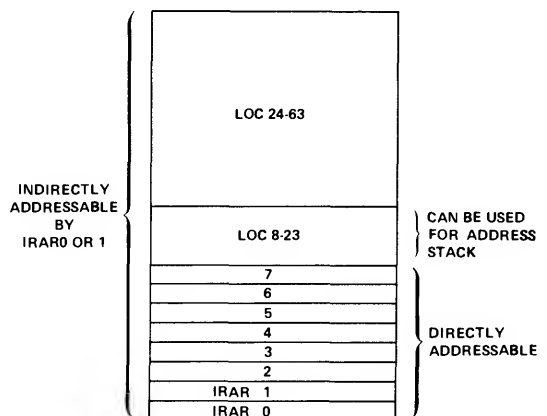 LOC 24-63
INDIRECTLY
ADDRESSABLE
BY
IRAR0 OR 1
LOC 8-23
CAN BE USED
FOR ADDRESS
STACK
7
6
5
4
3
2
IRAR 1
IRAR 0
DIRECTLY
ADDRESSABLE